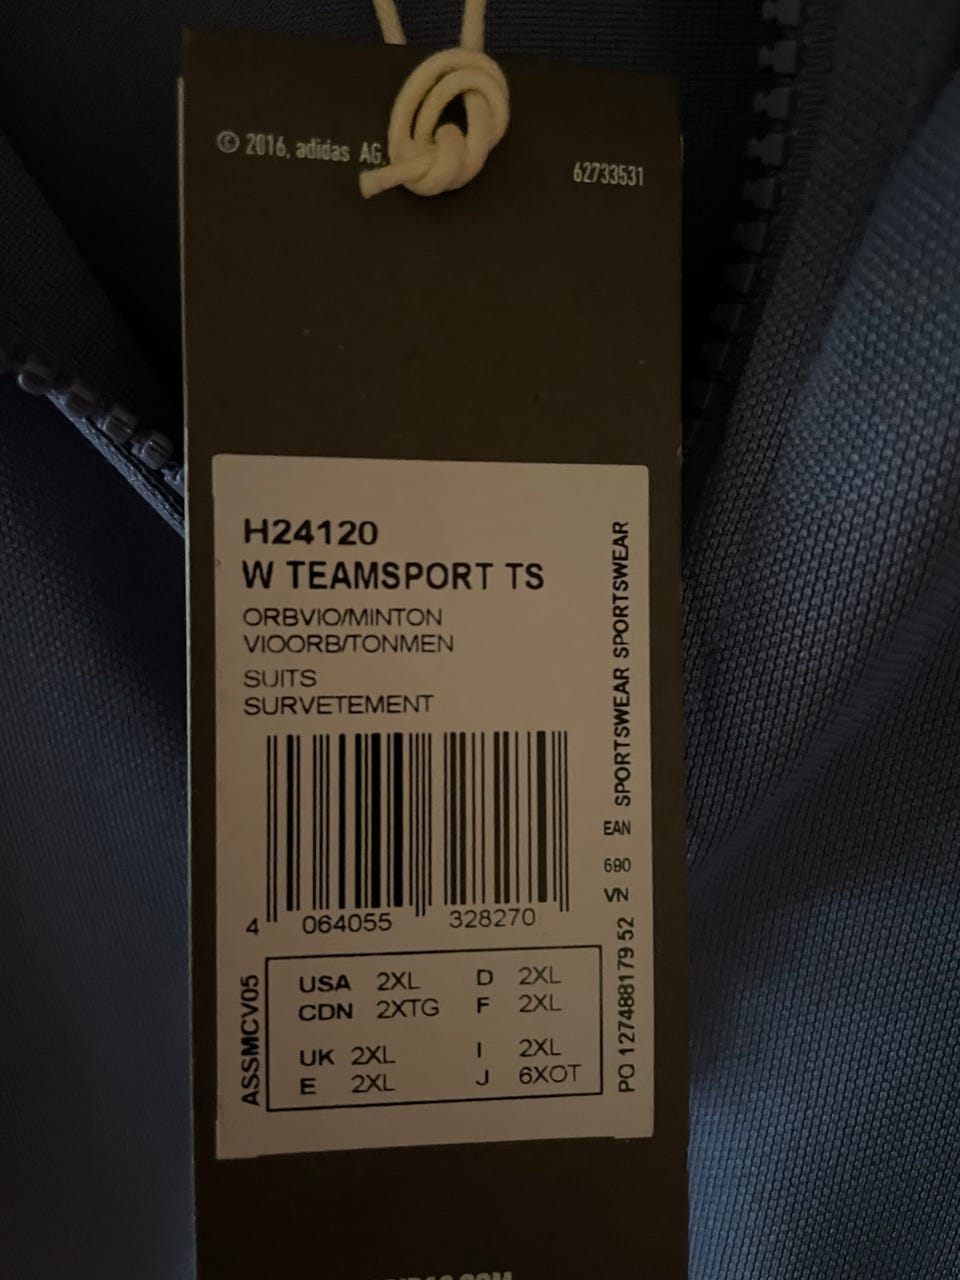 © 2016. adidas AG.
62733531
H24120
W TEAMSPORT TS
ORBVIO/MINTON
VIOORB/TONMEN
SUITS
SURVETEMENT
4 064055 328270
USA 2XL D 2XL
CDN 2XTG F 2XL
UK 2XL I 2XL
E 2XL J 6XOT
ASSMCV05
PO 127488179 52 VN 690 EAN SPORTSWEAR SPORTSWEAR